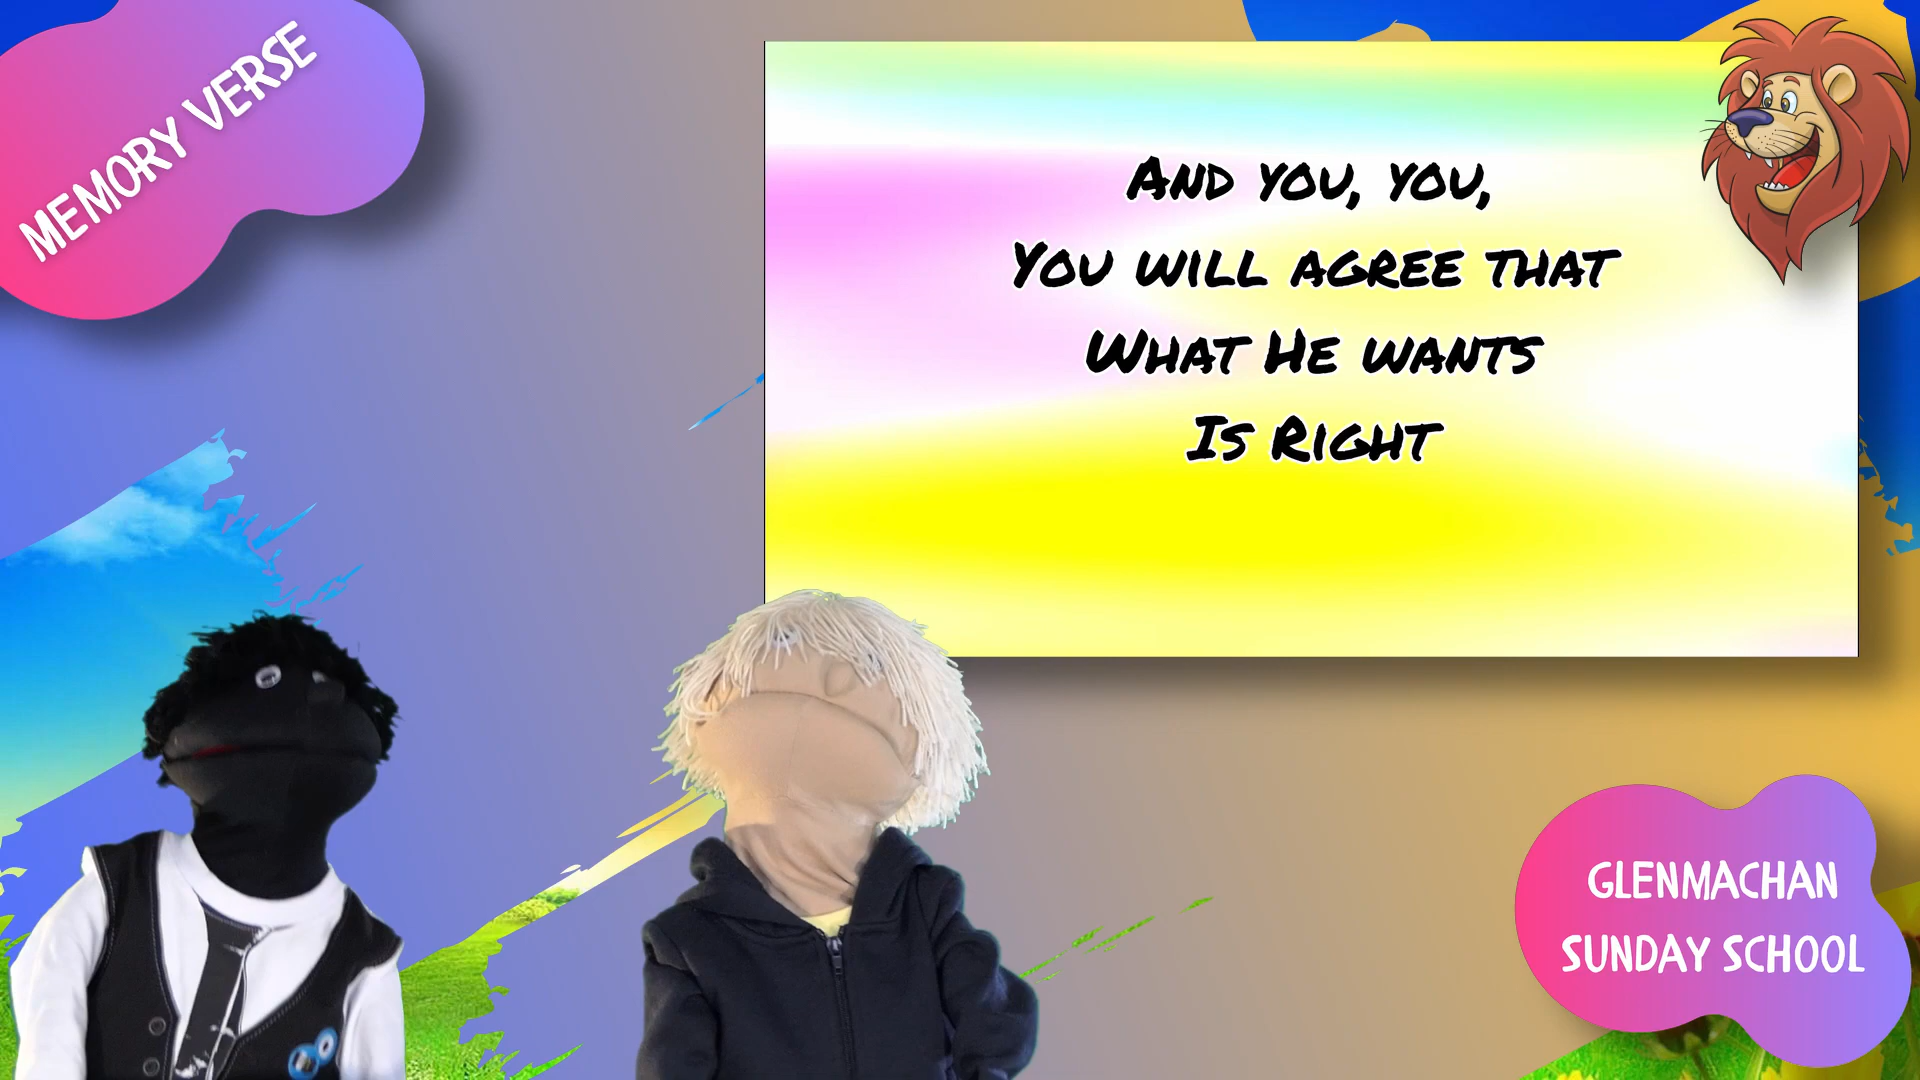 MEMORY VERSE
And you, you,
You will agree that
What He wants
Is Right
GLENMACHAN
SUNDAY SCHOOL